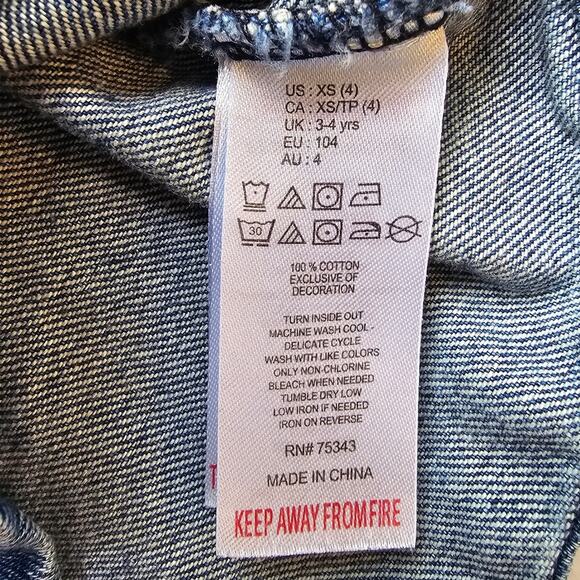 US : XS (4)
CA : XS/TP (4)
UK : 3-4 yrs
EU : 104
AU : 4
30
100 % COTTON
EXCLUSIVE OF
DECORATION
TURN INSIDE OUT
MACHINE WASH COOL -
DELICATE CYCLE
WASH WITH LIKE COLORS
ONLY NON-CHLORINE
BLEACH WHEN NEEDED
TUMBLE DRY LOW
LOW IRON IF NEEDED
IRON ON REVERSE
RN# 75343
MADE IN CHINA
KEEP AWAY FROM FIRE